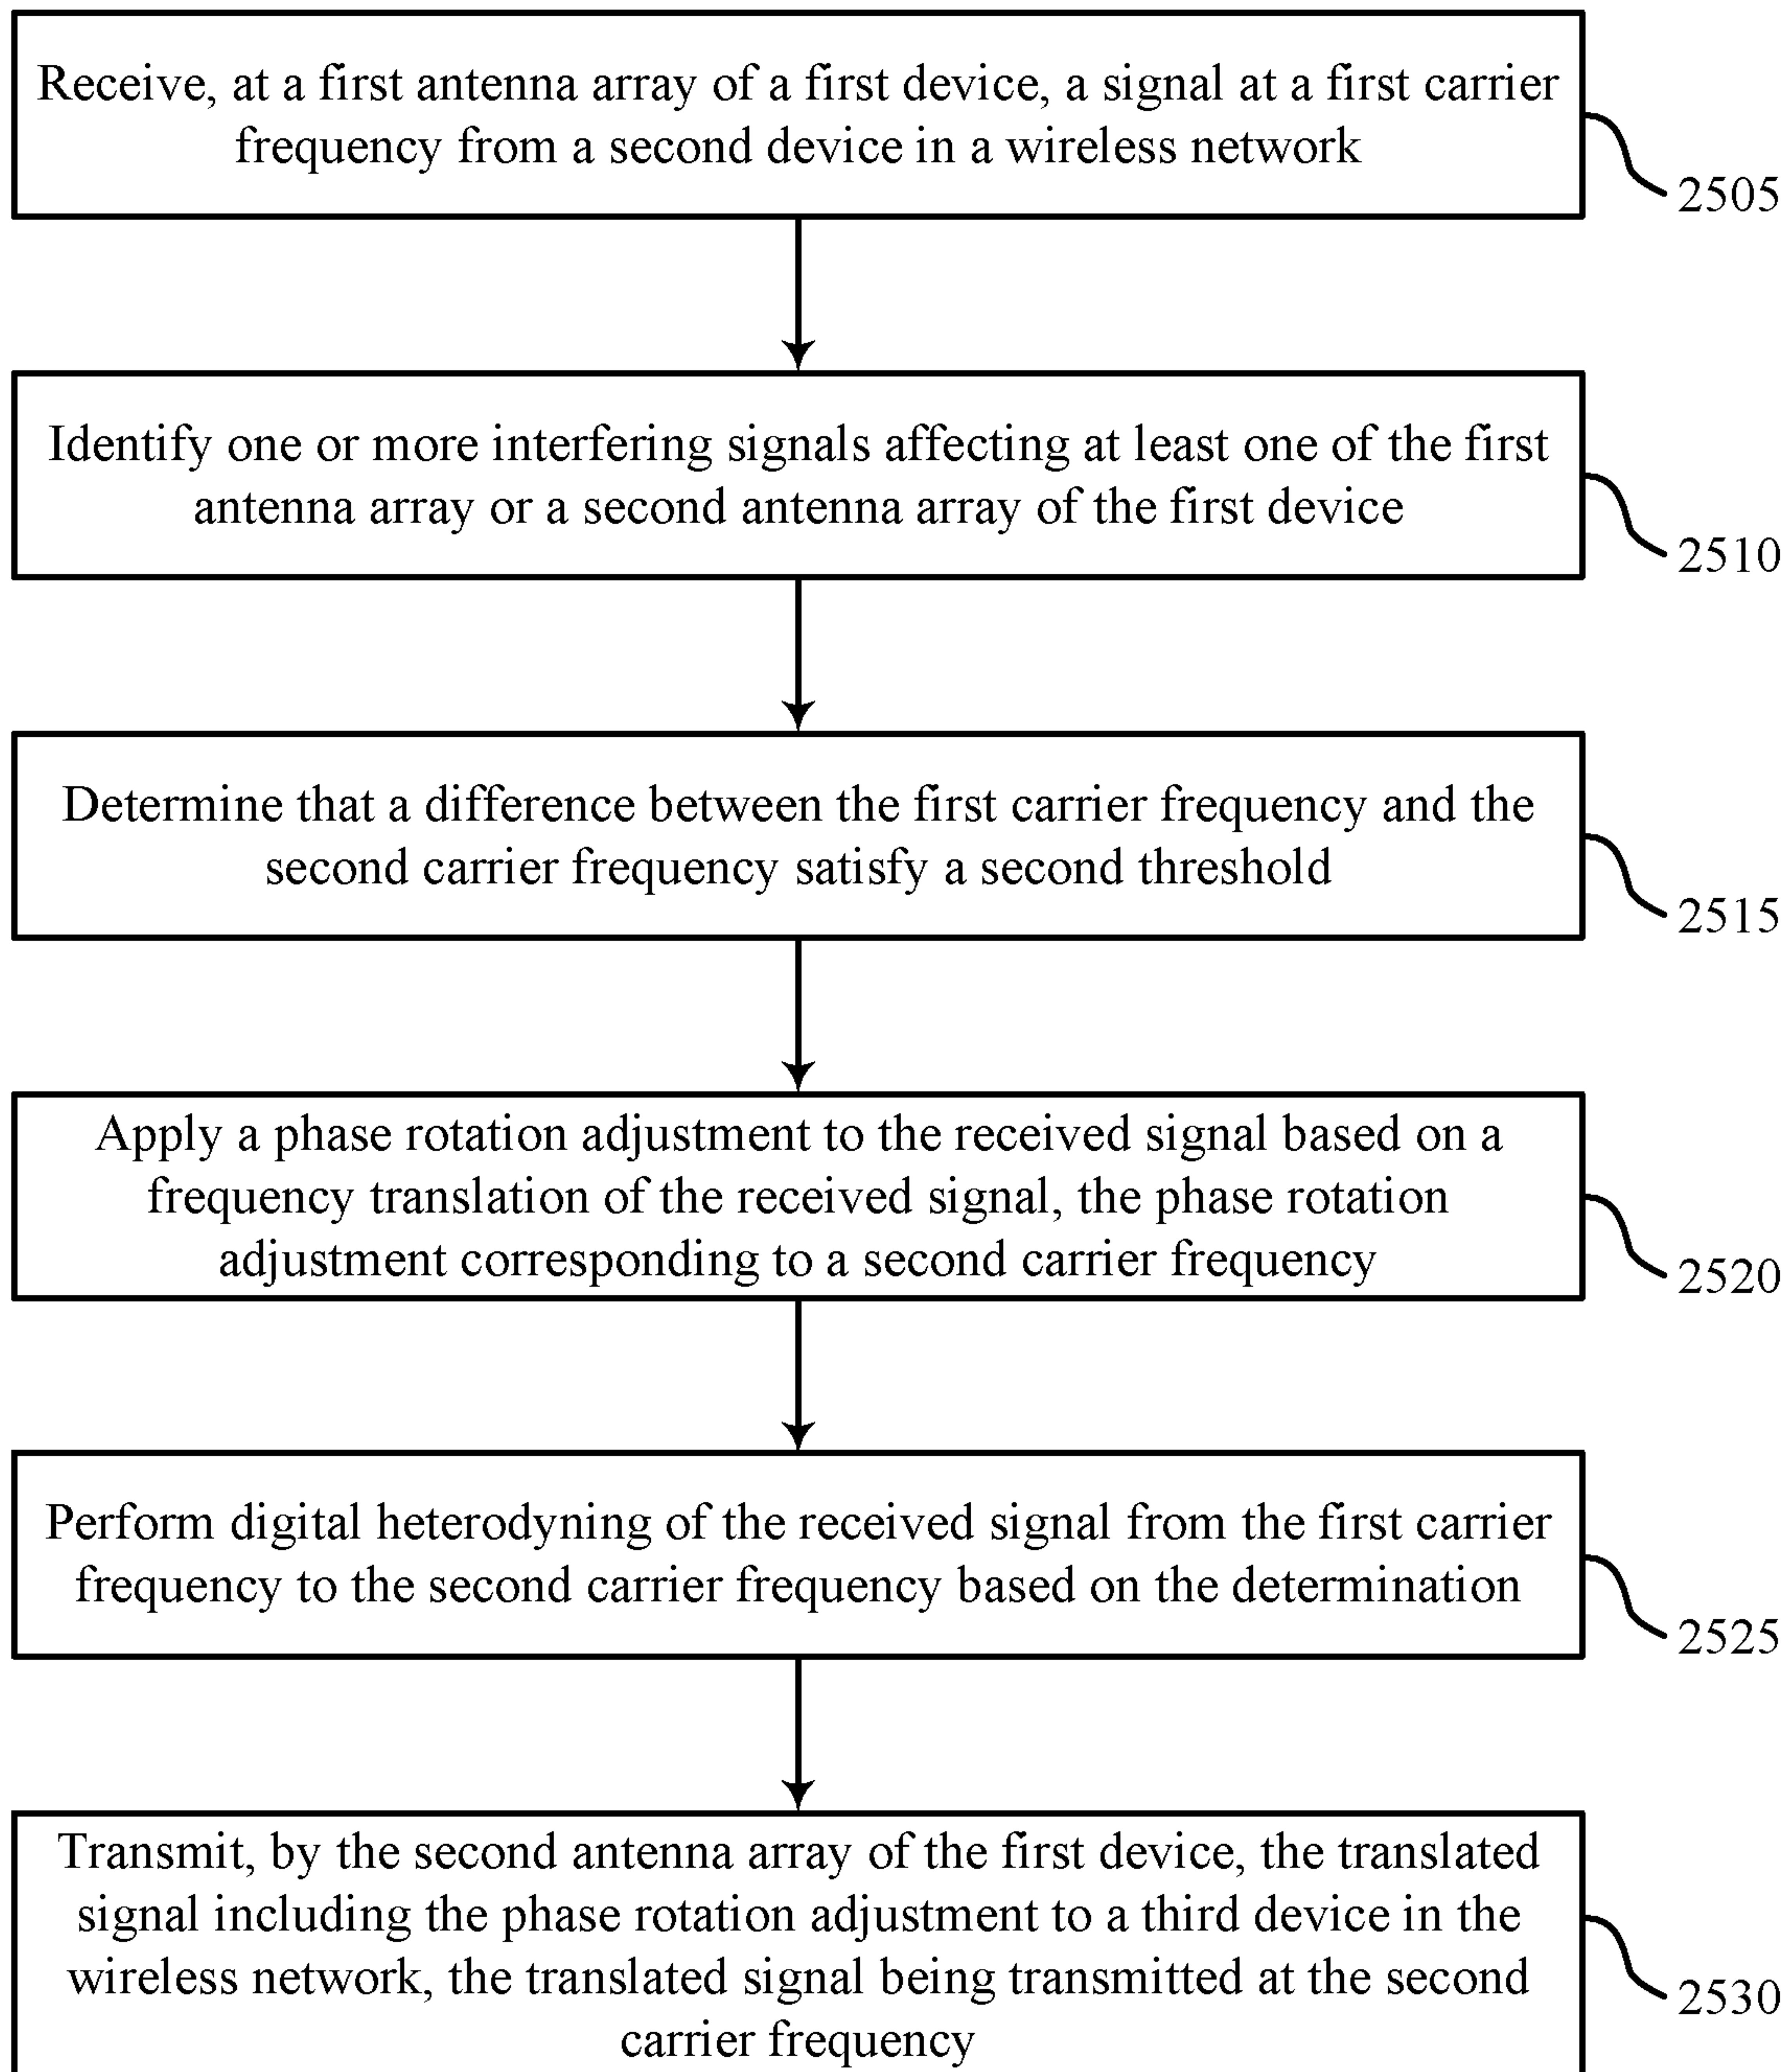 Receive, at a first antenna array of a first device, a signal at a first carrier
frequency from a second device in a wireless network
2505
Identify one or more interfering signals affecting at least one of the first
antenna array or a second antenna array of the first device
2510
Determine that a difference between the first carrier frequency and the
second carrier frequency satisfy a second threshold
2515
Apply a phase rotation adjustment to the received signal based on a
frequency translation of the received signal, the phase rotation
adjustment corresponding to a second carrier frequency
2520
Perform digital heterodyning of the received signal from the first carrier
frequency to the second carrier frequency based on the determination
2525
Transmit, by the second antenna array of the first device, the translated
signal including the phase rotation adjustment to a third device in the
wireless network, the translated signal being transmitted at the second
carrier frequency
2530